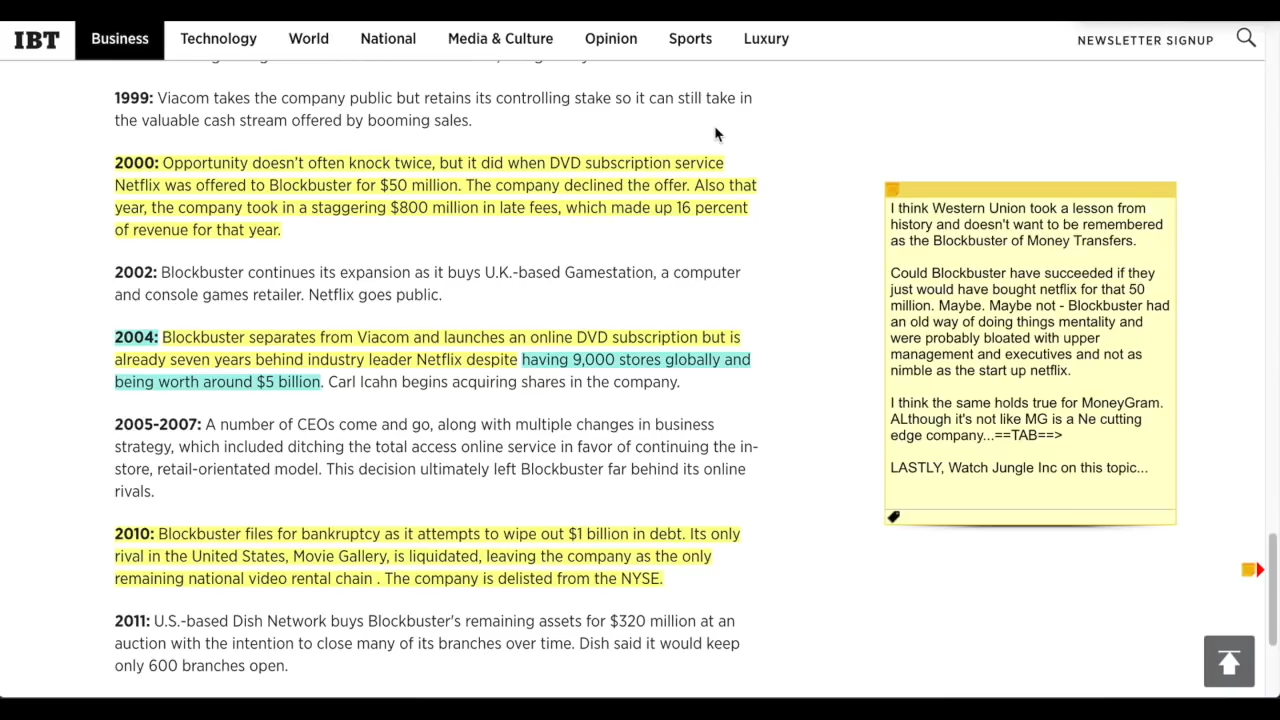 IBT Business Technology World National Media & Culture Opinion Sports Luxury NEWSLETTER SIGNUP
1999: Viacom takes the company public but retains its controlling stake so it can still take in
the valuable cash stream offered by booming sales.
2000: Opportunity doesn't often knock twice, but it did when DVD subscription service
Netflix was offered to Blockbuster for $50 million. The company declined the offer. Also that
year, the company took in a staggering $800 million in late fees, which made up 16 percent
of revenue for that year.
2002: Blockbuster continues its expansion as it buys U.K.-based Gamestation, a computer
and console games retailer. Netflix goes public.
2004: Blockbuster separates from Viacom and launches an online DVD subscription but is
already seven years behind industry leader Netflix despite having 9,000 stores globally and
being worth around $5 billion. Carl Icahn begins acquiring shares in the company.
2005-2007: A number of CEOs come and go, along with multiple changes in business
strategy, which included ditching the total access online service in favor of continuing the in-
store, retail-orientated model. This decision ultimately left Blockbuster far behind its online
rivals.
2010: Blockbuster files for bankruptcy as it attempts to wipe out $1 billion in debt. Its only
rival in the United States, Movie Gallery, is liquidated, leaving the company as the only
remaining national video rental chain . The company is delisted from the NYSE.
2011: U.S.-based Dish Network buys Blockbuster's remaining assets for $320 million at an
auction with the intention to close many of its branches over time. Dish said it would keep
only 600 branches open.
I think Western Union took a lesson from
history and doesn't want to be remembered
as the Blockbuster of Money Transfers.
Could Blockbuster have succeeded if they
just would have bought netflix for that 50
million. Maybe. Maybe not - Blockbuster had
an old way of doing things mentality and
were probably bloated with upper
management and executives and not as
nimble as the start up netflix.
I think the same holds true for MoneyGram.
ALthough it's not like MG is a Ne cutting
edge company...==TAB==>
LASTLY, Watch Jungle Inc on this topic...